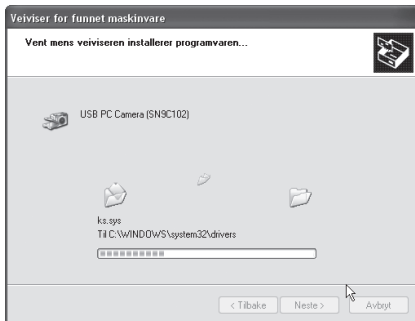 Veiviser for funnet maskinvare
Vent mens veiviseren installerer programvaren...
USB PC Camera (SN9C102)
ks.sys
Til C:\WINDOWS\system32\drivers
< Tilbake
Neste >
Avbryt